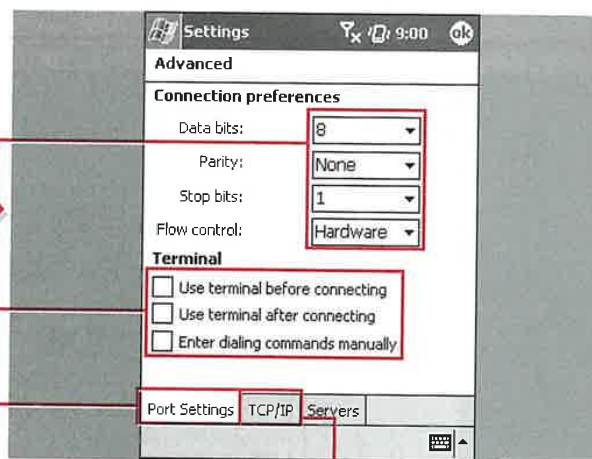 Settings 9:00 ok
Advanced
Connection preferences
Data bits: 8
Parity: None
Stop bits: 1
Flow control: Hardware
Terminal
Use terminal before connecting
Use terminal after connecting
Enter dialing commands manually
Port Settings TCP/IP Servers